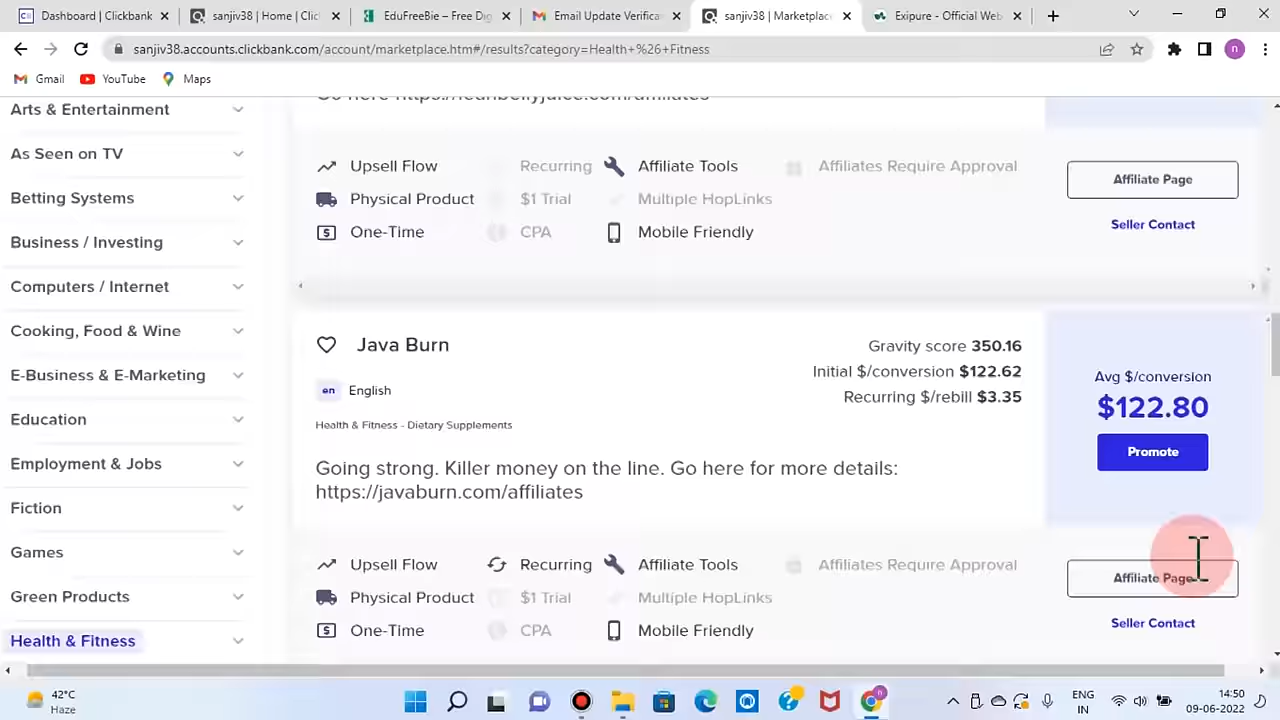 Dashboard | Clickbank
sanjiv38 | Home | Clic
EduFreeBie – Free Dig
Email Update Verifica
sanjiv38 | Marketplace
Exipure - Official Web
sanjiv38.accounts.clickbank.com/account/marketplace.htm#/results?category=Health+%26+Fitness
n
Gmail
YouTube
Maps
Arts & Entertainment
As Seen on TV
Betting Systems
Business / Investing
Computers / Internet
Cooking, Food & Wine
E-Business & E-Marketing
Education
Employment & Jobs
Fiction
Games
Green Products
Health & Fitness
Upsell Flow
Recurring
Affiliate Tools
Affiliates Require Approval
Physical Product
$1 Trial
Multiple HopLinks
One-Time
CPA
Mobile Friendly
Affiliate Page
Seller Contact
Java Burn
en English
Health & Fitness - Dietary Supplements
Gravity score 350.16
Initial $/conversion $122.62
Recurring $/rebill $3.35
Avg $/conversion
$122.80
Promote
Going strong. Killer money on the line. Go here for more details:
https://javaburn.com/affiliates
Upsell Flow
Recurring
Affiliate Tools
Affiliates Require Approval
Physical Product
$1 Trial
Multiple HopLinks
One-Time
CPA
Mobile Friendly
Affiliate Page
Seller Contact
42°C
Haze
ENG
IN
14:50
09-06-2022